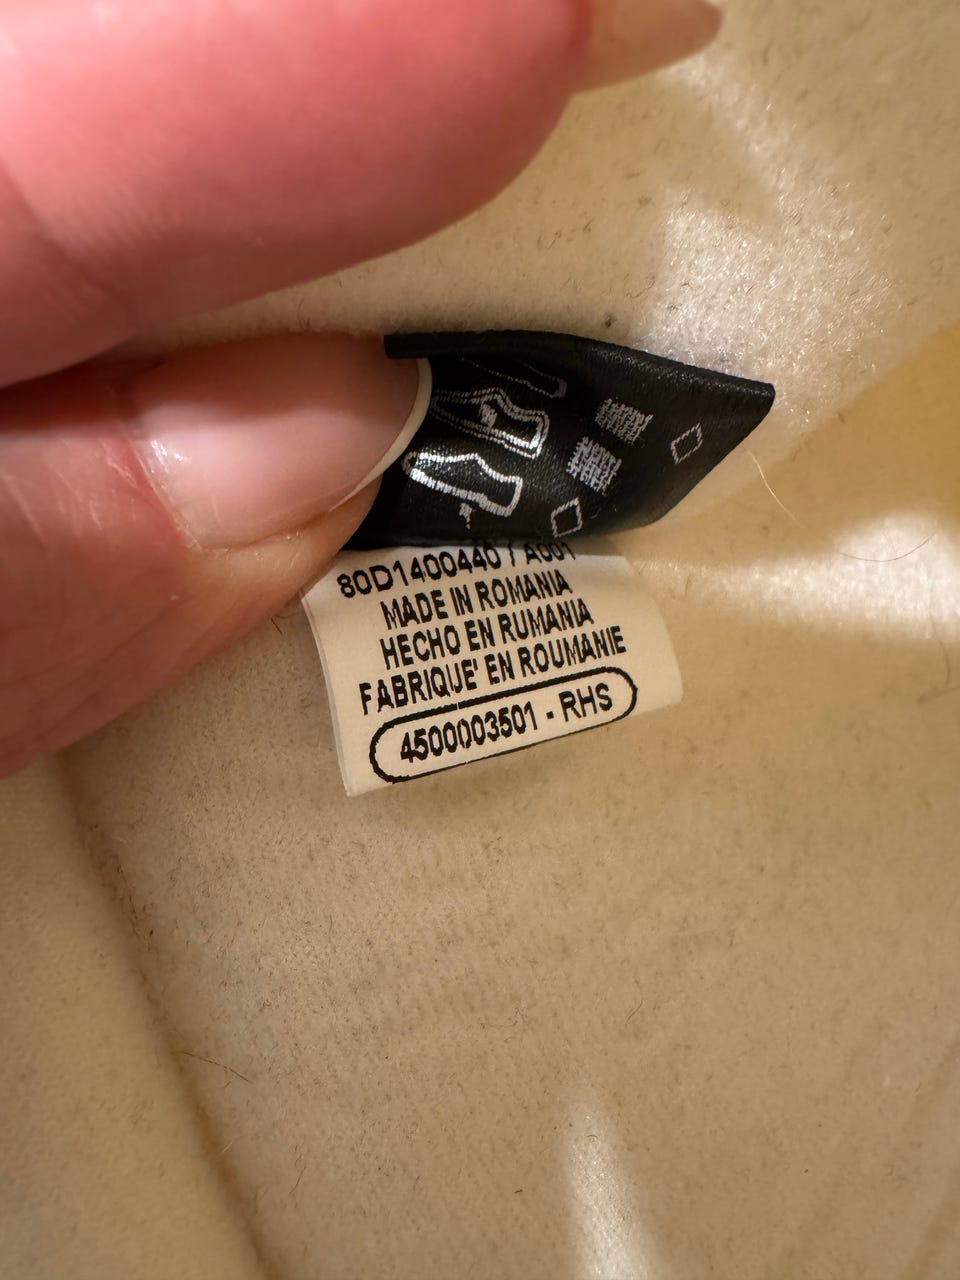 80D1400440 / A001
MADE IN ROMANIA
HECHO EN RUMANIA
FABRIQUE' EN ROUMANIE
4500003501 - RHS